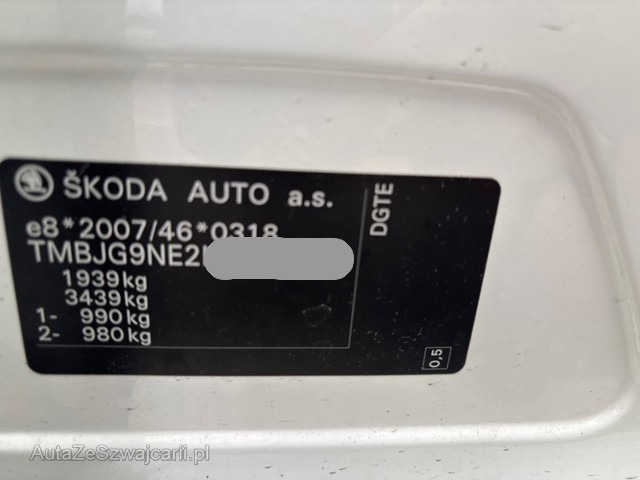 ŠKODA AUTO a.s.
e8*2007/46*0318
TMBJG9NE2
1939kg
3439kg
1- 990kg
2- 980kg
DGTE
0,5
AutaZeSzwajcarii.pl